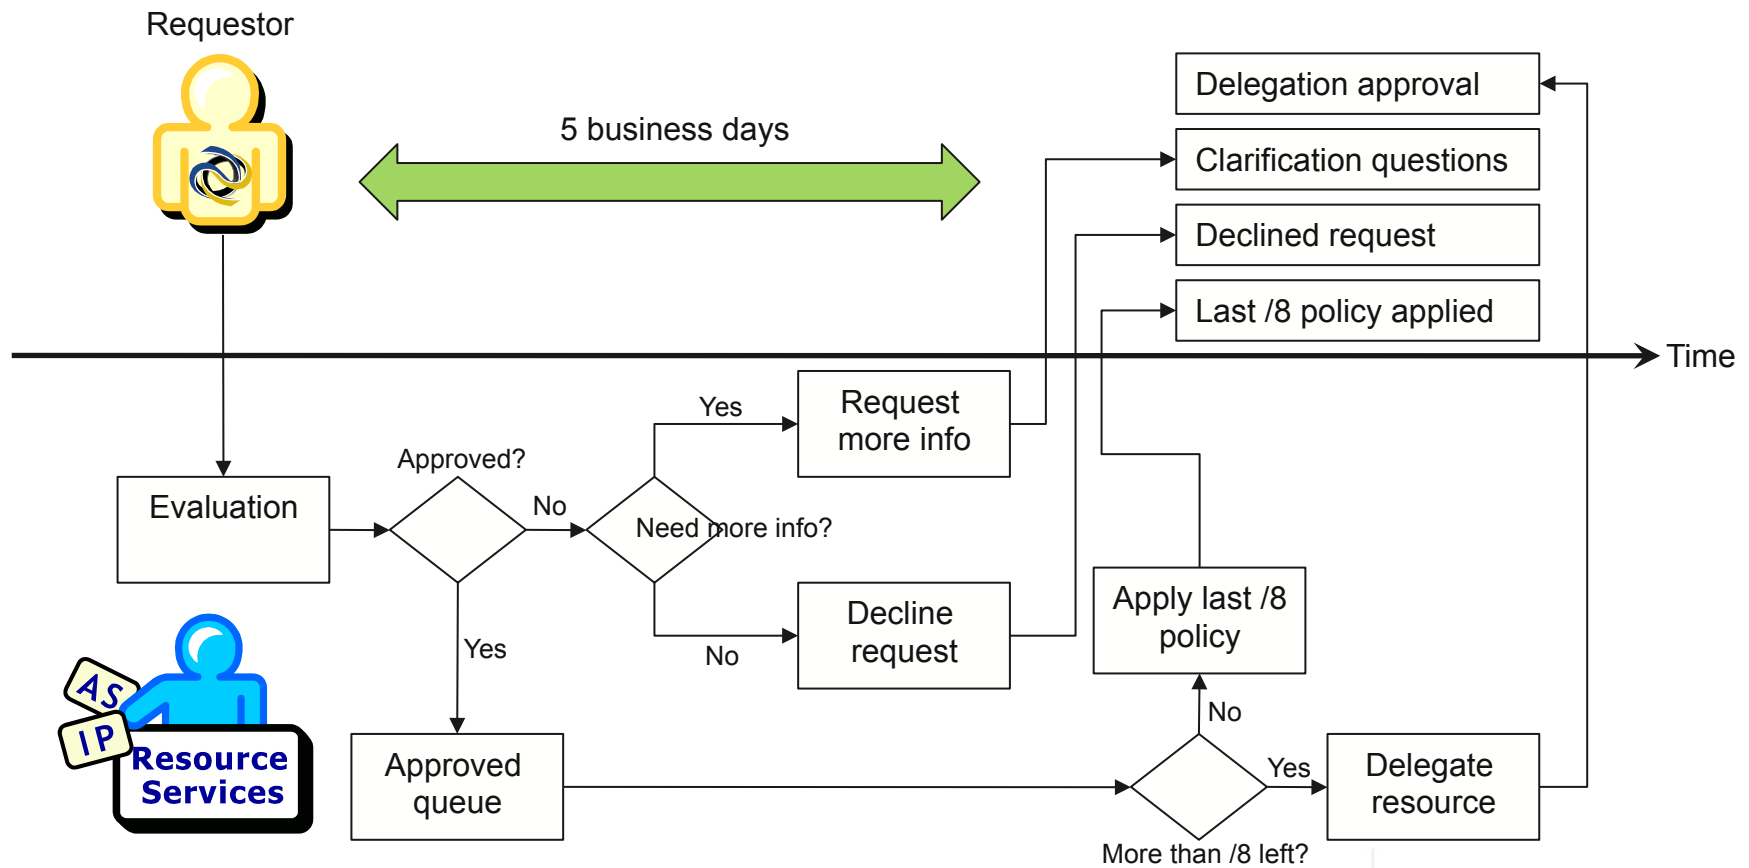 Requestor
5 business days
Delegation approval
Clarification questions
Declined request
Last /8 policy applied
Time
Request
more info
Yes
Approved?
Evaluation
No
Need more info?
Decline
request
No
Apply last /8
policy
Yes
No
AS
IP
Resource
Services
Approved
queue
Yes
Delegate
resource
More than /8 left?